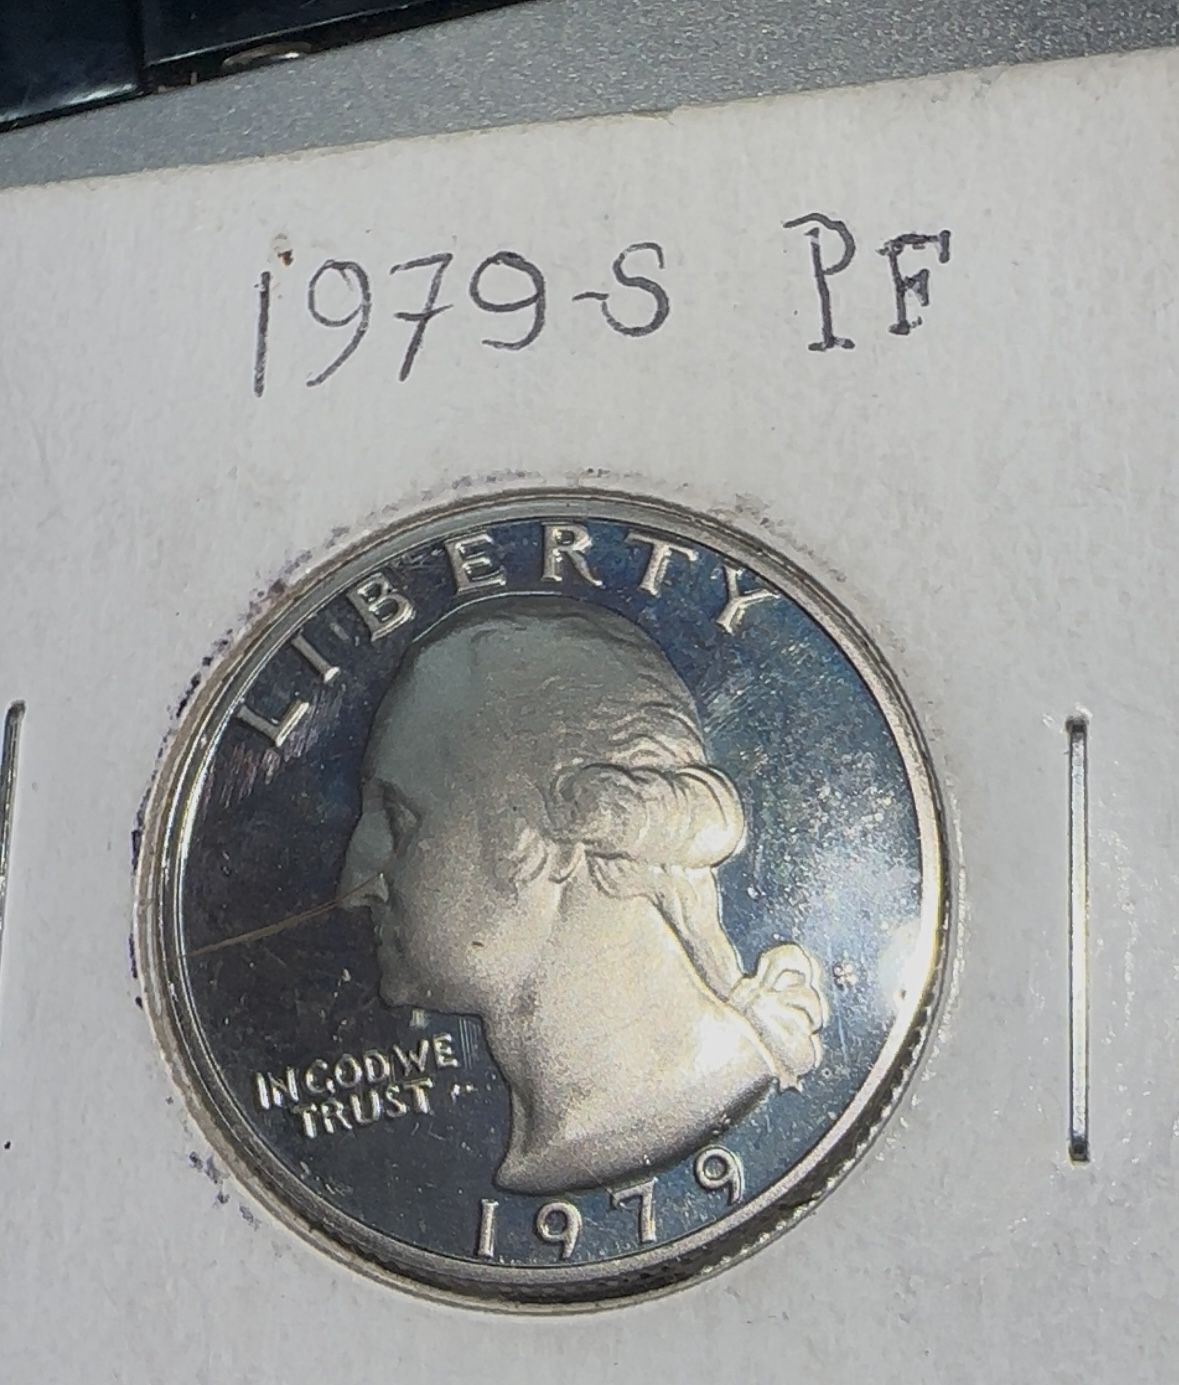 1979-S PF
LIBERTY
IN GOD WE
TRUST
1979